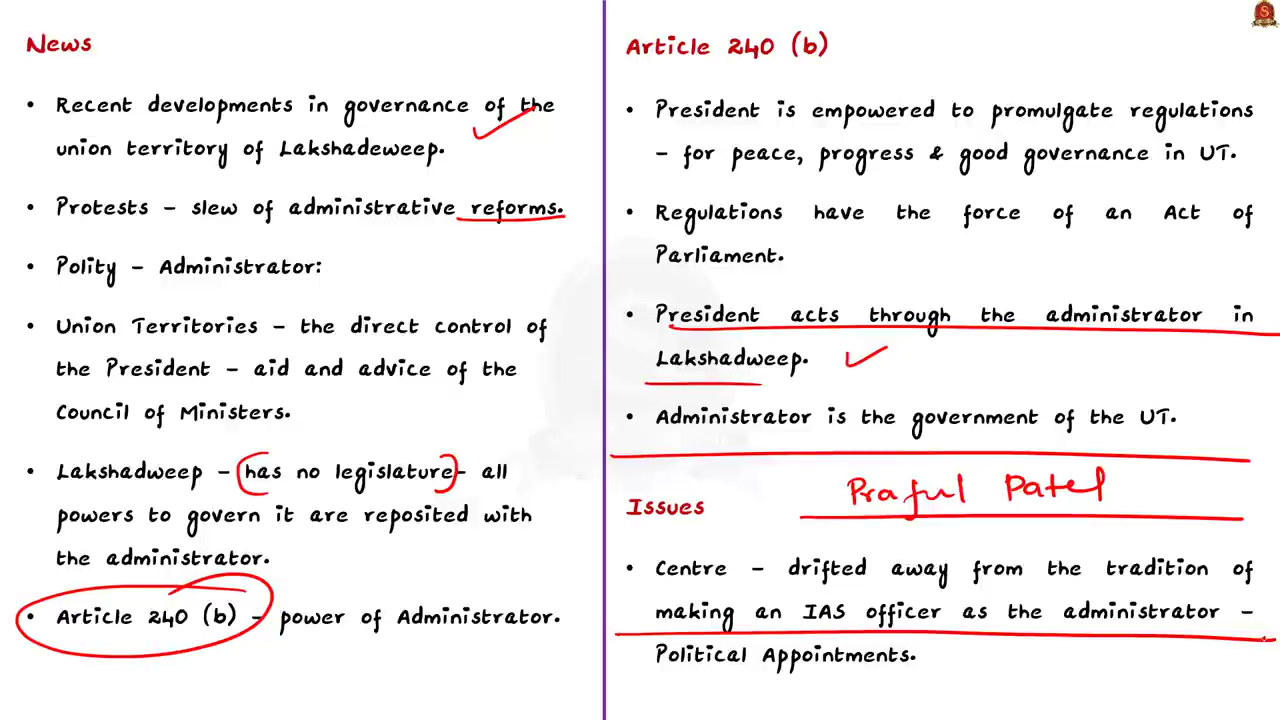 News
• Recent developments in governance of the
union territory of Lakshadeweep.
• Protests – slew of administrative reforms.
• Polity – Administrator:
• Union Territories – the direct control of
the President – aid and advice of the
Council of Ministers.
• Lakshadweep – (has no legislature) – all
powers to govern it are reposited with
the administrator.
• Article 240 (b) – power of Administrator.
Article 240 (b)
• President is empowered to promulgate regulations
– for peace, progress & good governance in UT.
• Regulations have the force of an Act of
Parliament.
• President acts through the administrator in
Lakshadweep.
• Administrator is the government of the UT.
Praful Patel
Issues
• Centre – drifted away from the tradition of
making an IAS officer as the administrator –
Political Appointments.